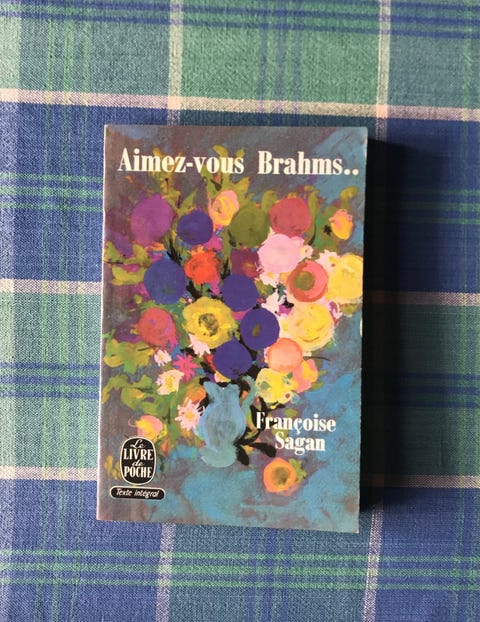 Aimez-vous Brahms..
Françoise
Sagan
Le
LIVRE
de
POCHE
Texte intégral